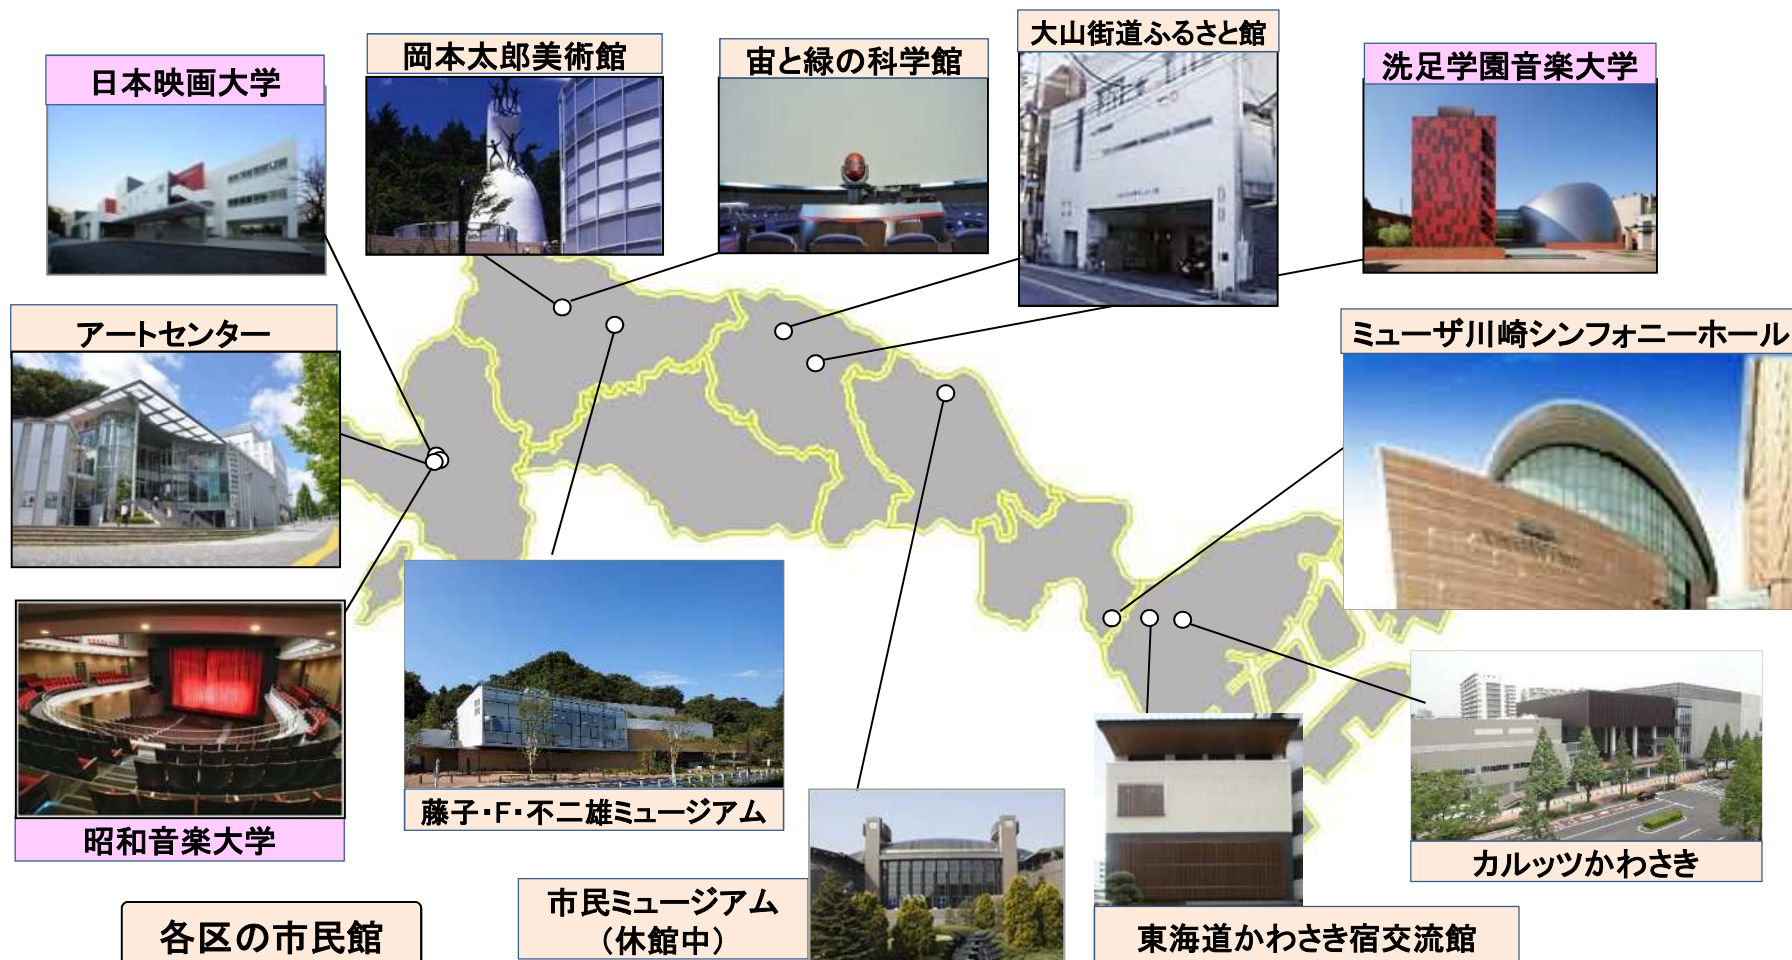 日本映画大学
岡本太郎美術館
宙と緑の科学館
大山街道ふるさと館
洗足学園音楽大学
アートセンター
ミューザ川崎シンフォニーホール
藤子・F・不二雄ミュージアム
昭和音楽大学
カルッツかわさき
市民ミュージアム
（休館中）
東海道かわさき宿交流館
各区の市民館